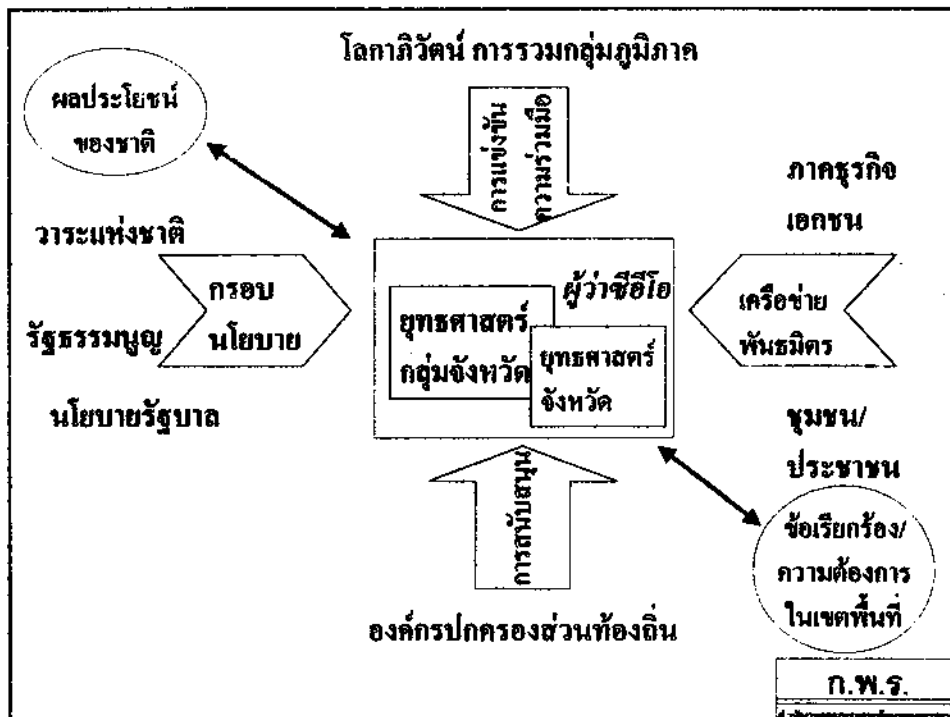 โลกาภิวัตน์ การรวมกลุ่มภูมิภาค
ผลประโยชน์
ของชาติ
การแข่งขัน
ความร่วมมือ
ภาคธุรกิจ
เอกชน
วาระแห่งชาติ
กรอบ
นโยบาย
รัฐธรรมนูญ
นโยบายรัฐบาล
ผู้ว่าซีอีโอ
ยุทธศาสตร์
กลุ่มจังหวัด
ยุทธศาสตร์
จังหวัด
เครือข่าย
พันธมิตร
ชุมชน/
ประชาชน
การสนับสนุน
ข้อเรียกร้อง/
ความต้องการ
ในเขตพื้นที่
องค์กรปกครองส่วนท้องถิ่น
ก.พ.ร.